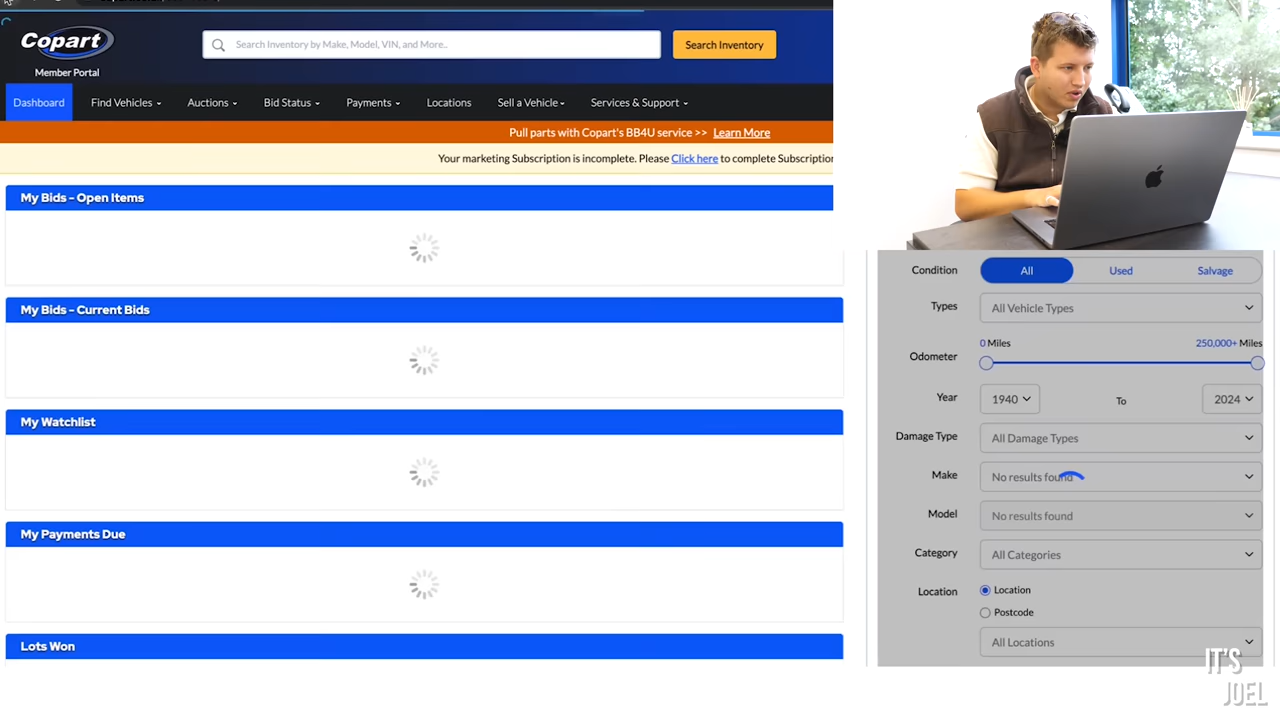 Copart
Member Portal
Search Inventory by Make, Model, VIN, and More..
Search Inventory
Dashboard
Find Vehicles
Auctions
Bid Status
Payments
Locations
Sell a Vehicle
Services & Support
Pull parts with Copart's BB4U service >> Learn More
Your marketing Subscription is incomplete. Please Click here to complete Subscription
My Bids - Open Items
My Bids - Current Bids
My Watchlist
My Payments Due
Lots Won
Condition
All
Used
Salvage
Types
All Vehicle Types
0 Miles
250,000+ Miles
Odometer
Year
1940
To
2024
Damage Type
All Damage Types
Make
No results found
Model
No results found
Category
All Categories
Location
Location
Postcode
All Locations
IT'S
JOEL